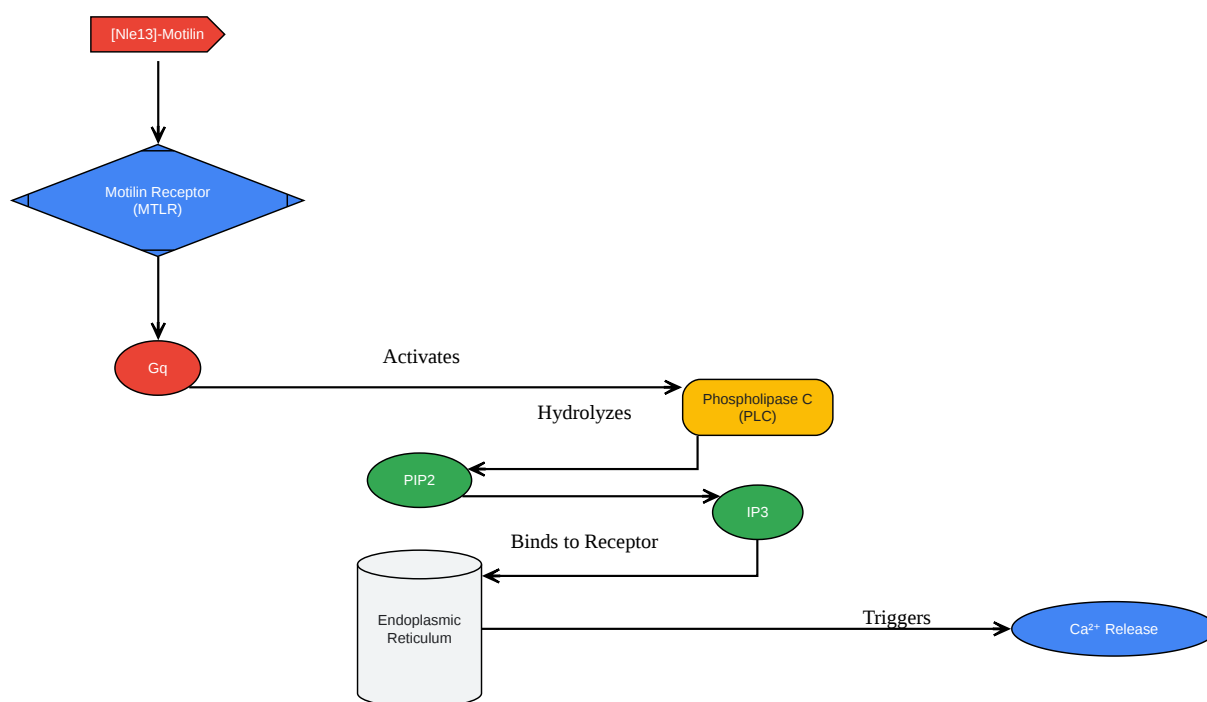 [Nle13]-Motilin
Motilin Receptor
(MTLR)
Gq
Activates
Phospholipase C
(PLC)
Hydrolyzes
PIP2
IP3
Binds to Receptor
Endoplasmic
Reticulum
Triggers
Ca²⁺ Release